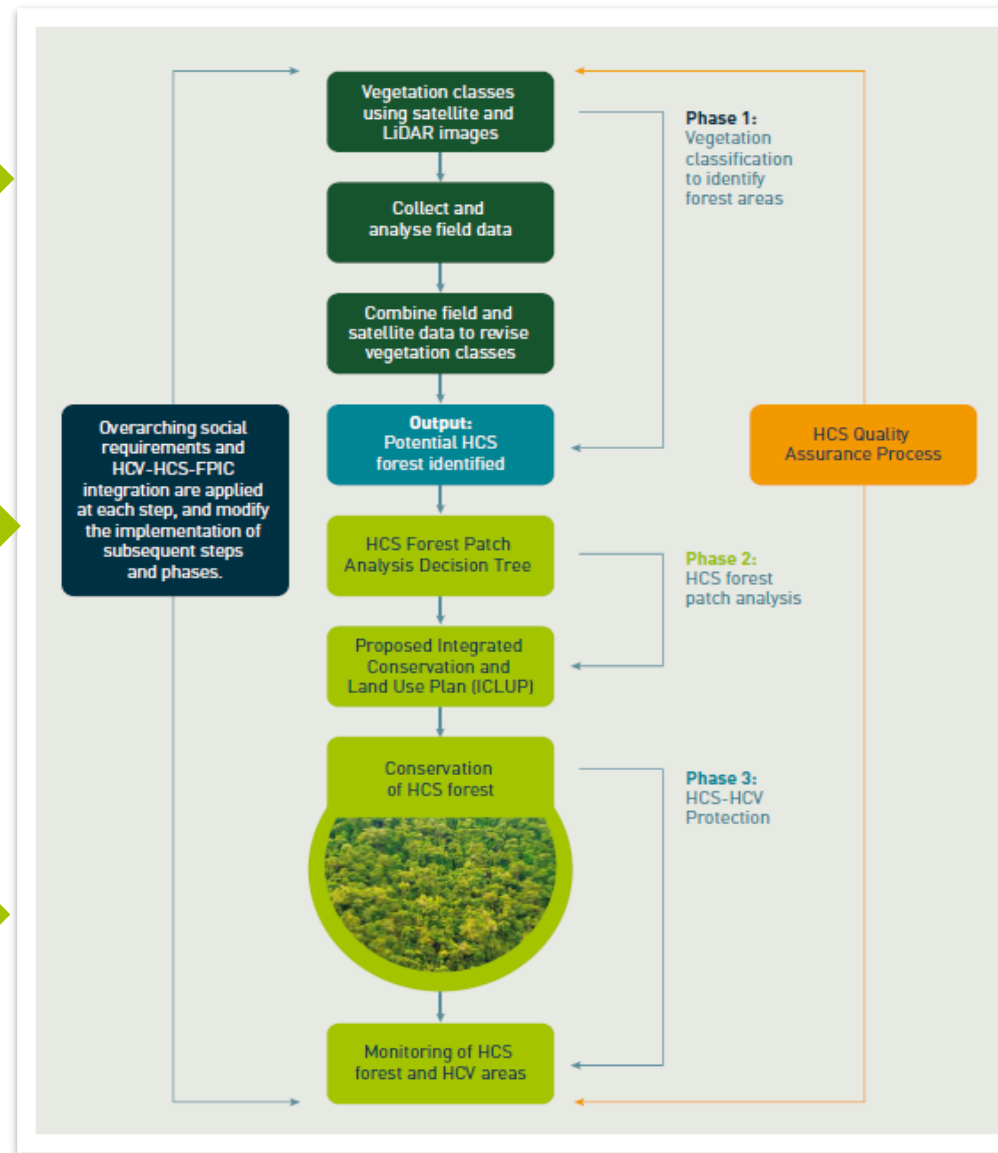 Vegetation classes
using satellite and
LiDAR images
Phase 1:
Vegetation
classification
to identify
forest areas
Collect and
analyse field data
Combine field and
satellite data to revise
vegetation classes
Overarching social
requirements and
HCV-HCS-FPIC
integration are applied
at each step, and modify
the implementation of
subsequent steps
and phases.
Output:
Potential HCS
forest identified
HCS Quality
Assurance Process
HCS Forest Patch
Analysis Decision Tree
Phase 2:
HCS forest
patch analysis
Proposed Integrated
Conservation and
Land Use Plan (ICLUP)
Conservation
of HCS forest
Phase 3:
HCS-HCV
Protection
Monitoring of HCS
forest and HCV areas